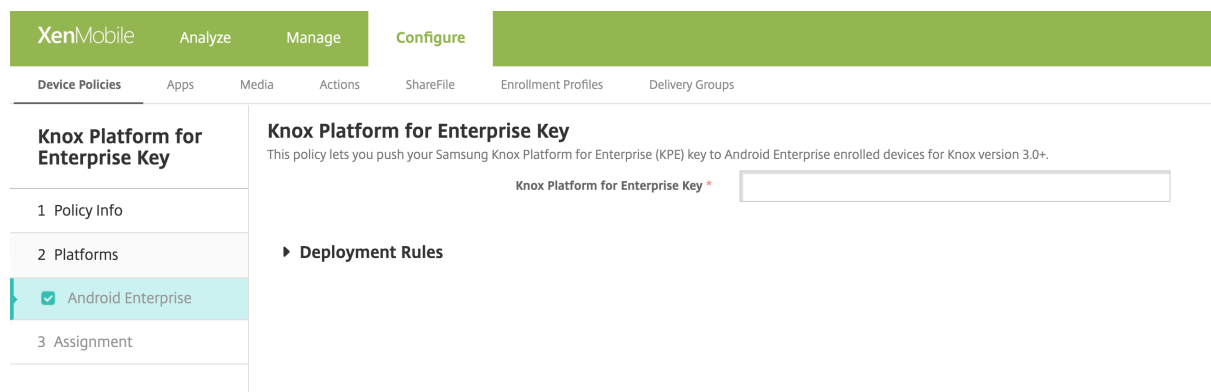 XenMobile Analyze Manage Configure
Device Policies Apps Media Actions ShareFile Enrollment Profiles Delivery Groups
Knox Platform for
Enterprise Key
1 Policy Info
2 Platforms
Android Enterprise
3 Assignment
Knox Platform for Enterprise Key
This policy lets you push your Samsung Knox Platform for Enterprise (KPE) key to Android Enterprise enrolled devices for Knox version 3.0+.
Knox Platform for Enterprise Key *
Deployment Rules